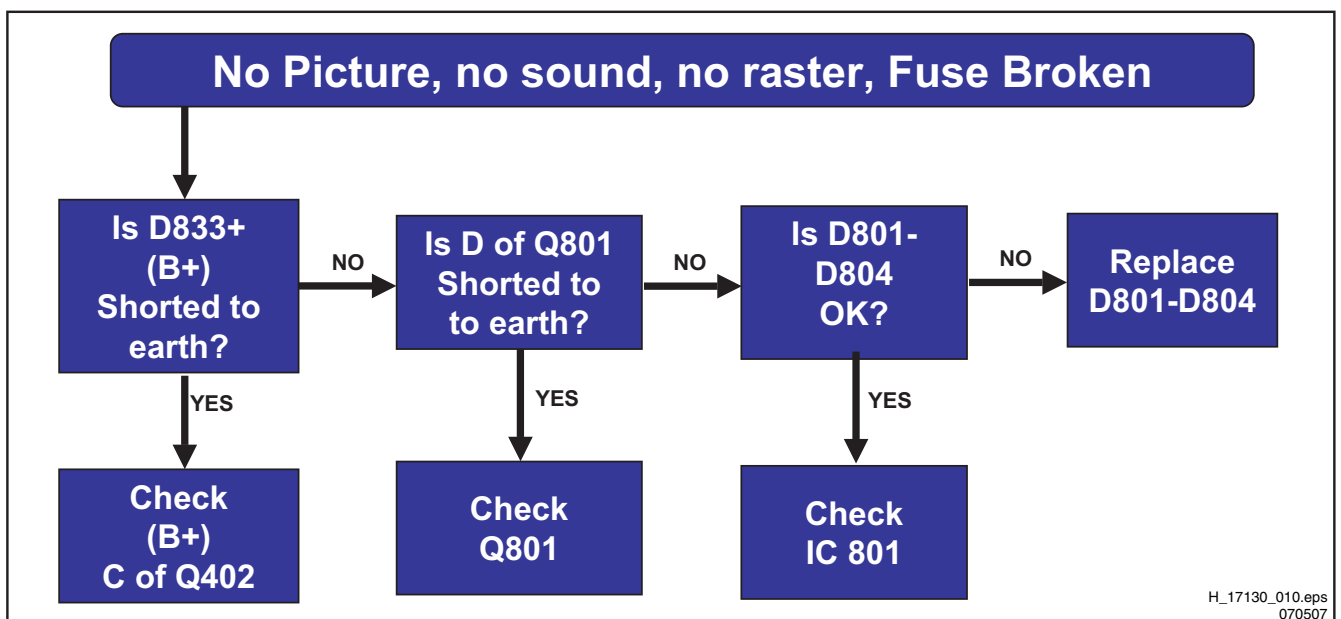 No Picture, no sound, no raster, Fuse Broken
Is D833+
(B+)
Shorted to
earth?
NO
Is D of Q801
Shorted to
to earth?
NO
Is D801-
D804
OK?
NO
Replace
D801-D804
YES
YES
YES
Check
(B+)
C of Q402
Check
Q801
Check
IC 801
H_17130_010.eps
070507